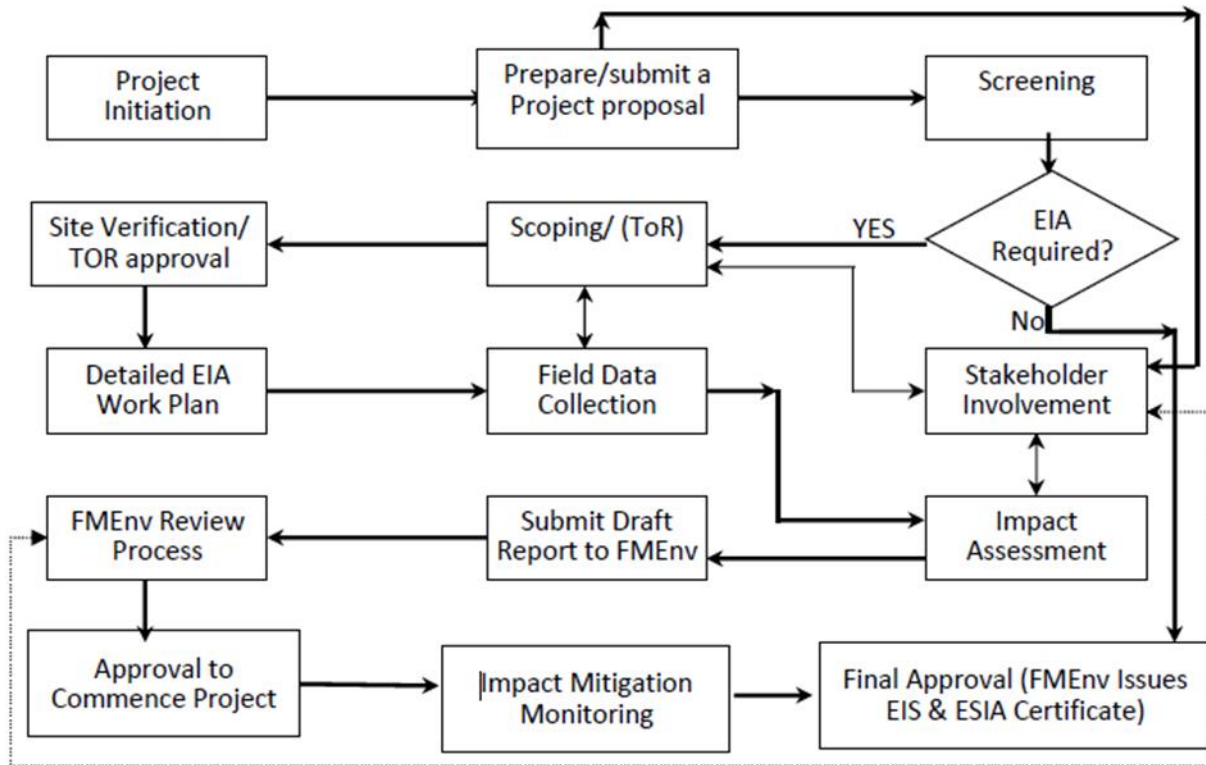 Project
Initiation
Prepare/submit a
Project proposal
Screening
Site Verification/
TOR approval
Scoping/ (ToR)
YES
EIA
Required?
No
Detailed EIA
Work Plan
Field Data
Collection
Stakeholder
Involvement
FMEnv Review
Process
Submit Draft
Report to FMEnv
Impact
Assessment
Approval to
Commence Project
Impact Mitigation
Monitoring
Final Approval (FMEnv Issues
EIS & ESIA Certificate)